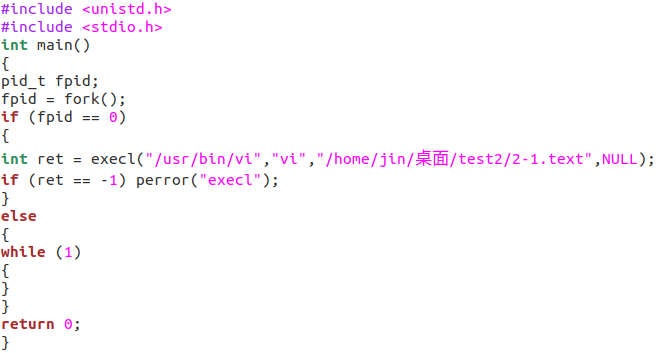 #include <unistd.h>
#include <stdio.h>
int main()
{
pid_t fpid;
fpid = fork();
if (fpid == 0)
{
int ret = execl("/usr/bin/vi","vi","/home/jin/桌面/test2/2-1.text",NULL);
if (ret == -1) perror("execl");
}
else
{
while (1)
{
}
}
return 0;
}